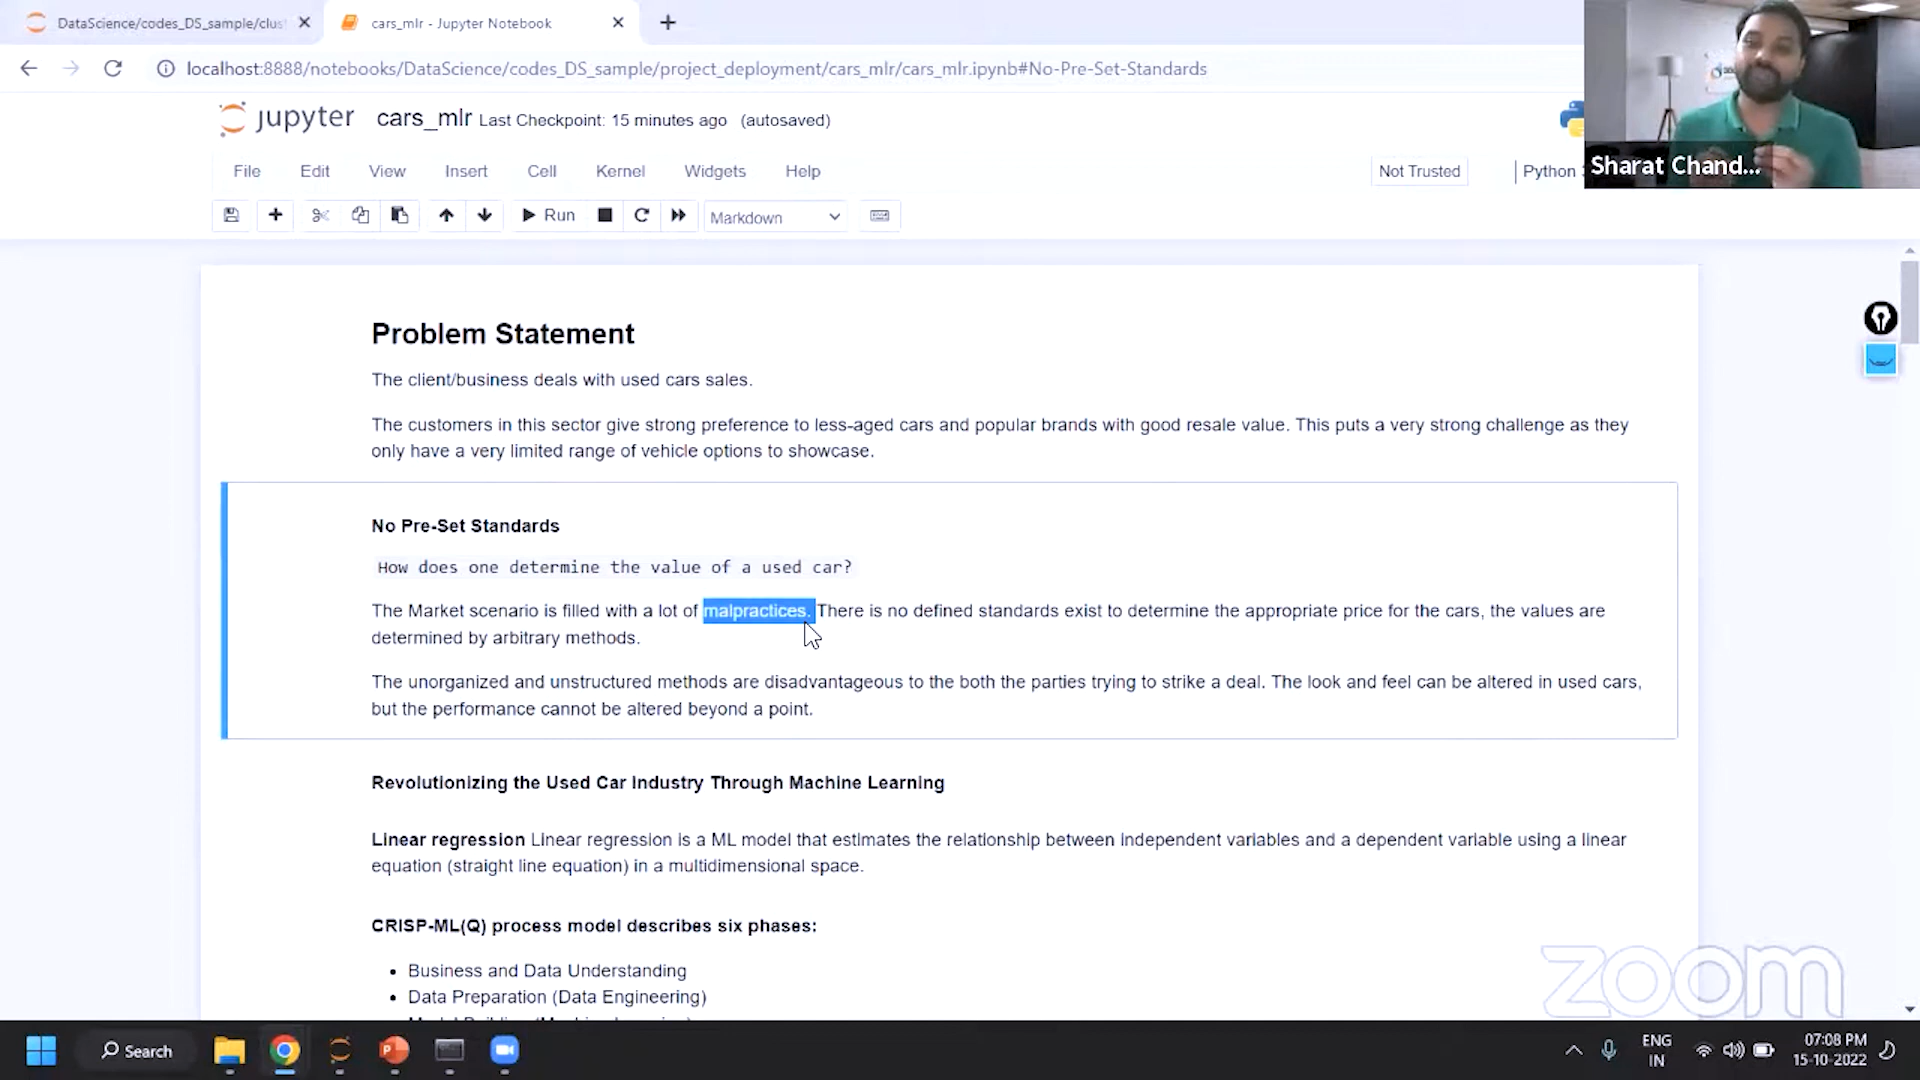 DataScience/codes_DS_sample/clus
cars_mlr - Jupyter Notebook
localhost:8888/notebooks/DataScience/codes_DS_sample/project_deployment/cars_mlr/cars_mlr.ipynb#No-Pre-Set-Standards
jupyter cars_mlr Last Checkpoint: 15 minutes ago (autosaved)
Sharat Chand...
File Edit View Insert Cell Kernel Widgets Help Not Trusted Python
Run Markdown
Problem Statement
The client/business deals with used cars sales.
The customers in this sector give strong preference to less-aged cars and popular brands with good resale value. This puts a very strong challenge as they
only have a very limited range of vehicle options to showcase.
No Pre-Set Standards
How does one determine the value of a used car?
The Market scenario is filled with a lot of malpractices. There is no defined standards exist to determine the appropriate price for the cars, the values are
determined by arbitrary methods.
The unorganized and unstructured methods are disadvantageous to the both the parties trying to strike a deal. The look and feel can be altered in used cars,
but the performance cannot be altered beyond a point.
Revolutionizing the Used Car Industry Through Machine Learning
Linear regression Linear regression is a ML model that estimates the relationship between independent variables and a dependent variable using a linear
equation (straight line equation) in a multidimensional space.
CRISP-ML(Q) process model describes six phases:
Business and Data Understanding
Data Preparation (Data Engineering)
zoom
Search
ENG
IN
07:08 PM
15-10-2022